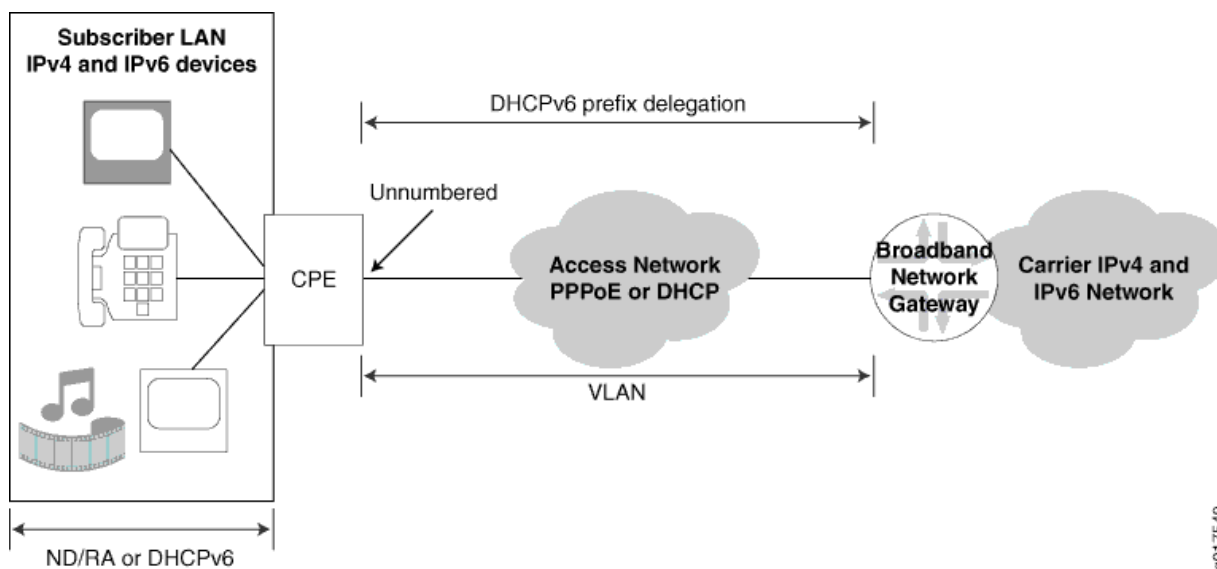 Subscriber LAN
IPv4 and IPv6 devices
DHCPv6 prefix delegation
Unnumbered
CPE
Access Network
PPPoE or DHCP
Broadband
Network
Gateway
Carrier IPv4 and
IPv6 Network
VLAN
ND/RA or DHCPv6